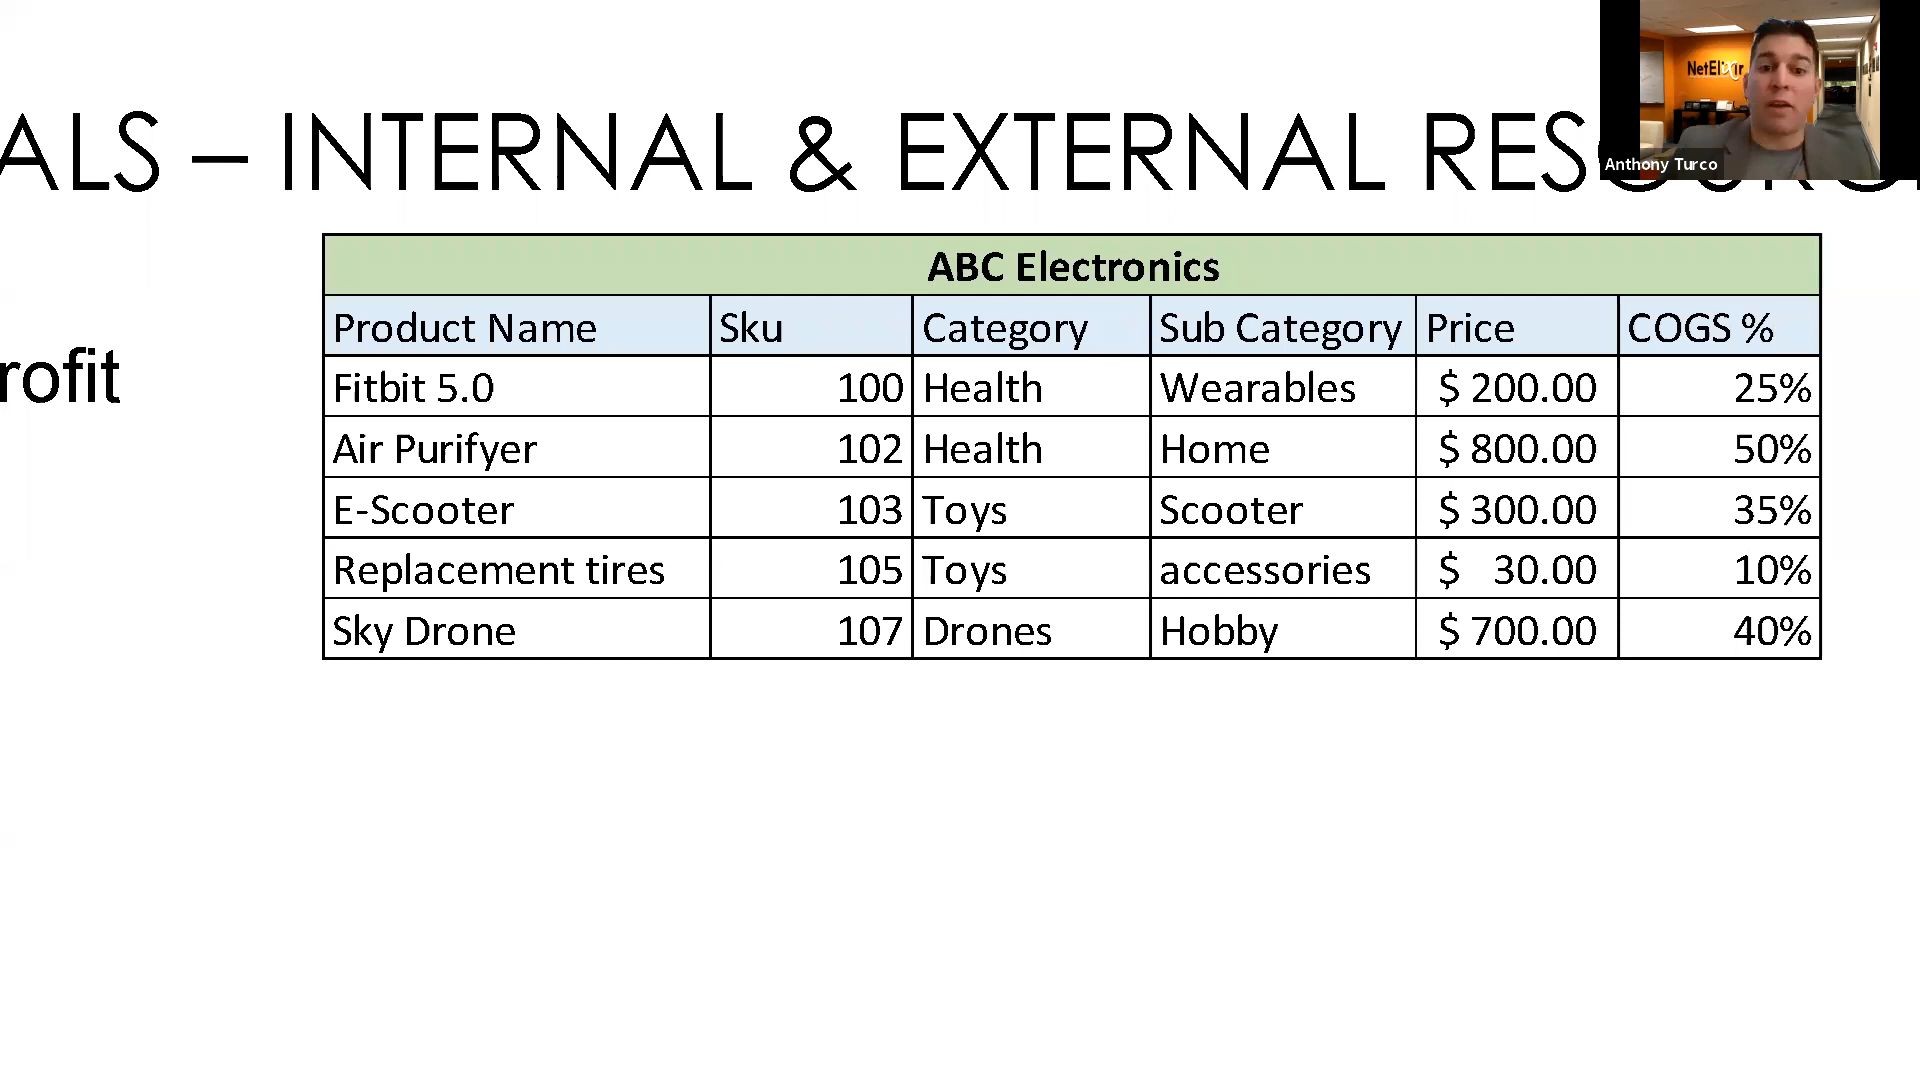 NetElixir
ALS – INTERNAL & EXTERNAL RES
Anthony Turco
ABC Electronics
Product Name Sku Category Sub Category Price COGS %
rofit
Fitbit 5.0 100 Health Wearables $ 200.00 25%
Air Purifyer 102 Health Home $ 800.00 50%
E-Scooter 103 Toys Scooter $ 300.00 35%
Replacement tires 105 Toys accessories $ 30.00 10%
Sky Drone 107 Drones Hobby $ 700.00 40%